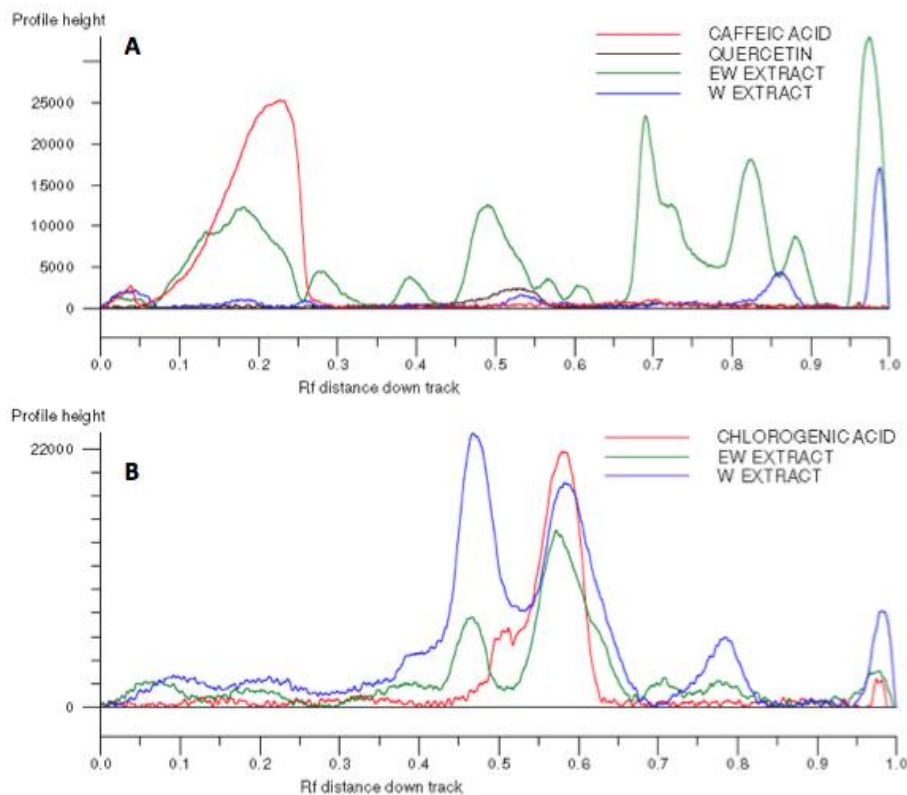 Profile height
A
CAFFEIC ACID
QUERCETIN
EW EXTRACT
W EXTRACT
25000
20000
15000
10000
5000
0
0.0 0.1 0.2 0.3 0.4 0.5 0.6 0.7 0.8 0.9 1.0
Rf distance down track
Profile height
B
CHLOROGENIC ACID
EW EXTRACT
W EXTRACT
22000
0
0.0 0.1 0.2 0.3 0.4 0.5 0.6 0.7 0.8 0.9 1.0
Rf distance down track